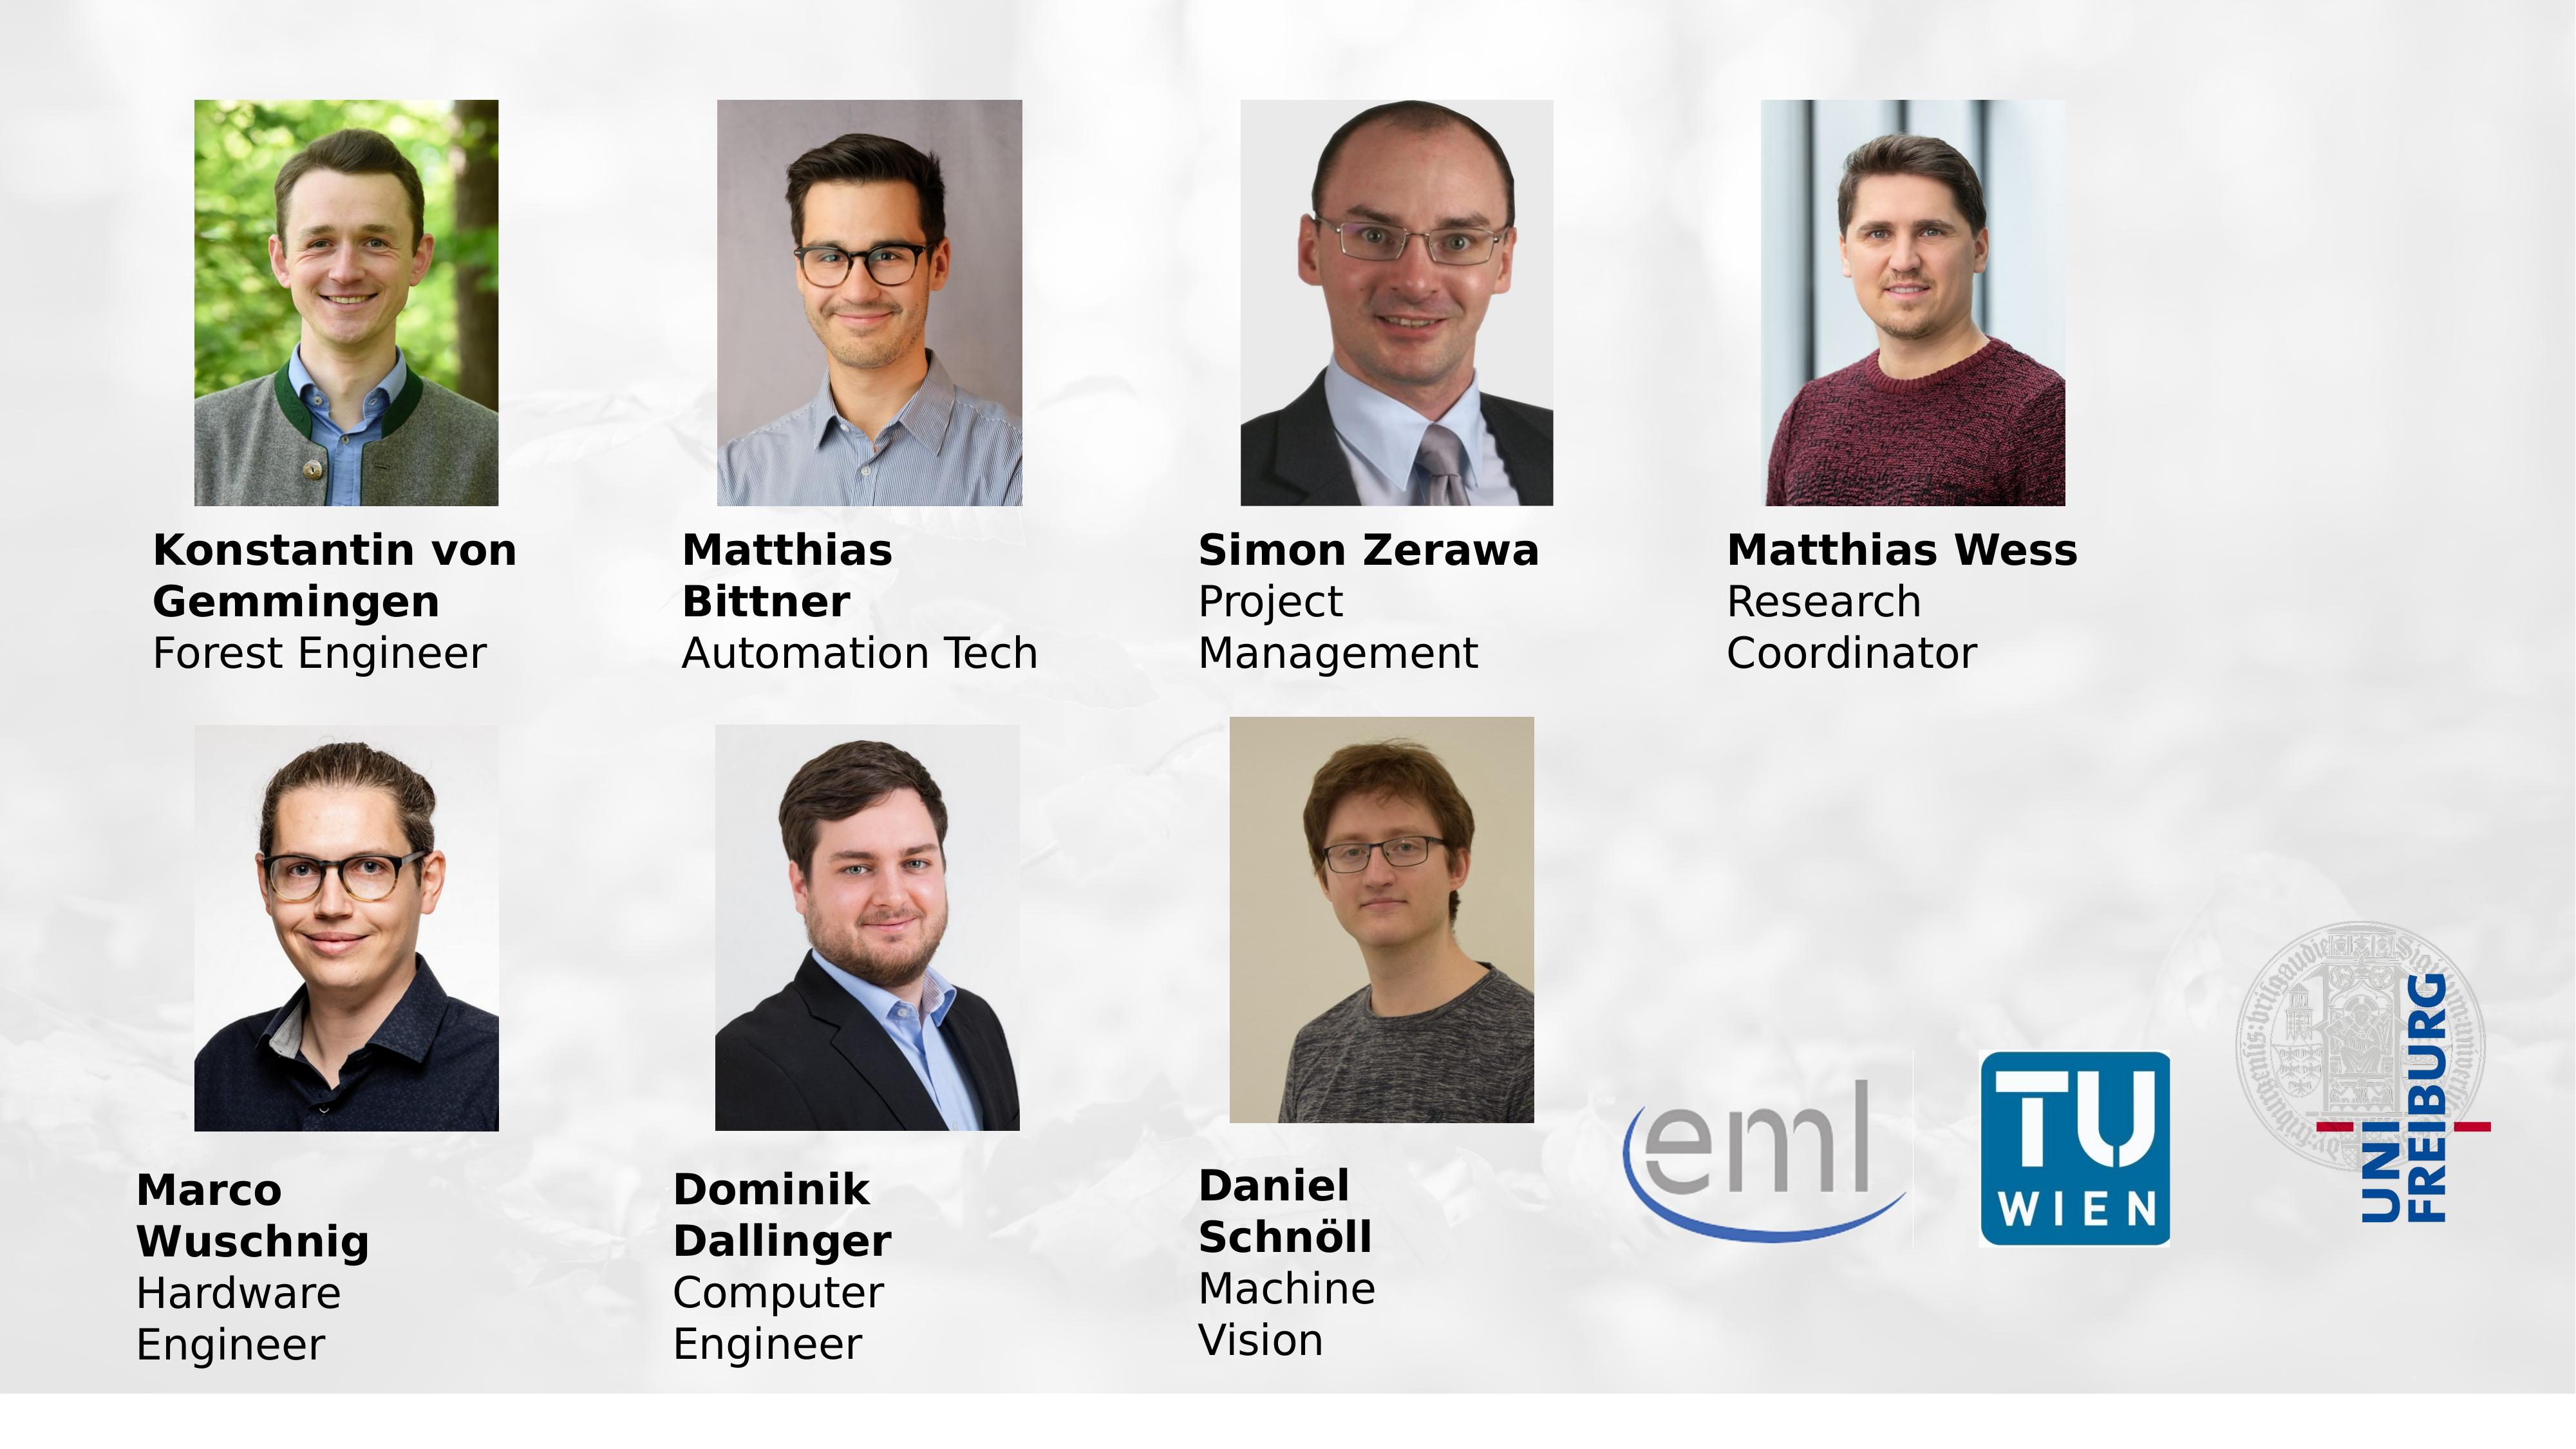 Konstantin von
Gemmingen
Forest Engineer
Matthias
Bittner
Automation Tech
Simon Zerawa
Project
Management
Matthias Wess
Research
Coordinator
Marco
Wuschnig
Hardware
Engineer
Dominik
Dallinger
Computer
Engineer
Daniel
Schnöll
Machine
Vision
eml
TU
WIEN
UNI
FREIBURG